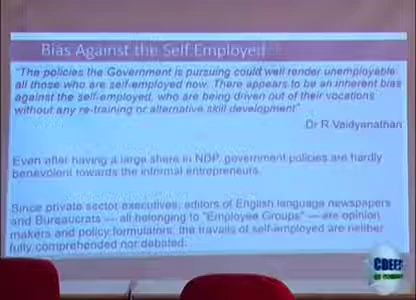 Bias Against the Self Employed
"The policies the Government is pursuing could well render unemployable
all those who are self-employed now. There appears to be an inherent bias
against the self-employed, who are being driven out of their vocations
without any re-training or alternative skill development"
Dr R Vaidyanathan
Even after having a large share in NDP, government policies are hardly
benevolent towards the informal entrepreneurs.
Since private sector executives, editors of English language newspapers
and Bureaucrats — all belonging to "Employee Groups" — are opinion
makers and policy formulators, the travails of self-employed are neither
fully comprehended nor debated.